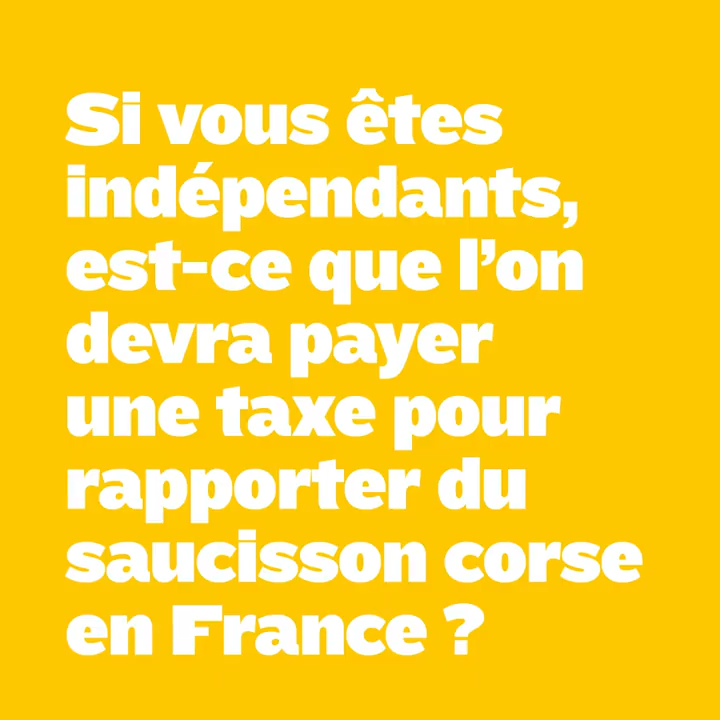 Si vous êtes
indépendants,
est-ce que l’on
devra payer
une taxe pour
rapporter du
saucisson corse
en France ?